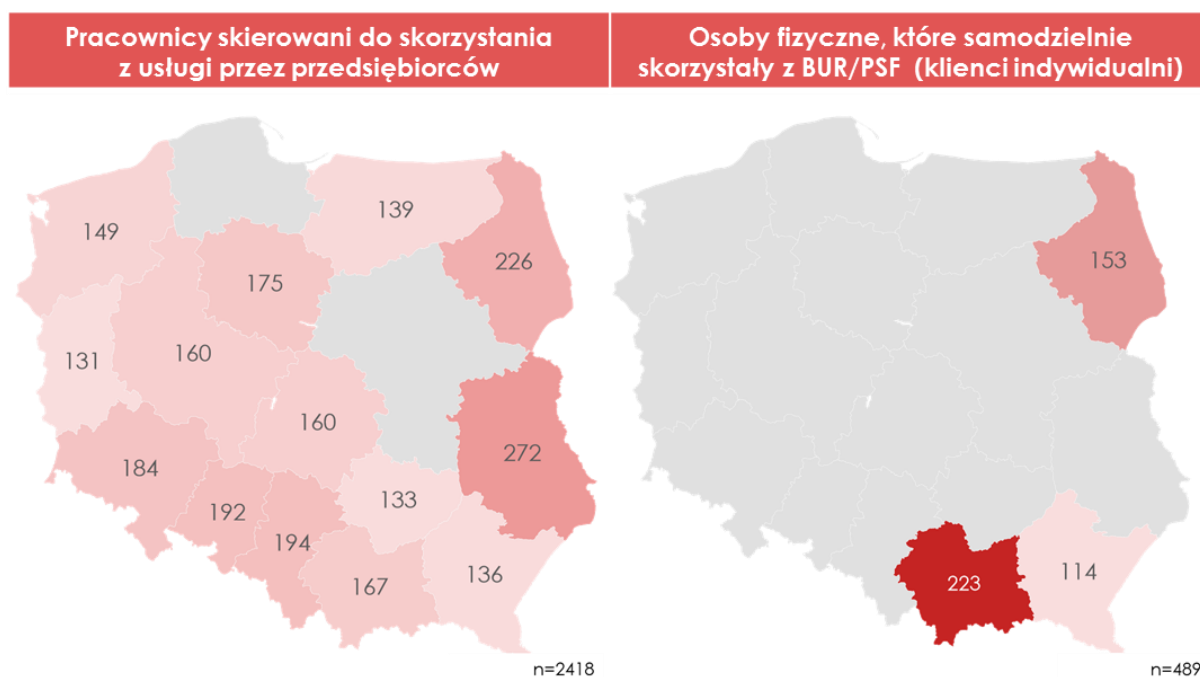 Pracownicy skierowani do skorzystania
z usługi przez przedsiębiorców
Osoby fizyczne, które samodzielnie
skorzystały z BUR/PSF (klienci indywidualni)
149
139
226
175
131
160
160
272
184
192
133
194
167
136
n=2418
153
223
114
n=489